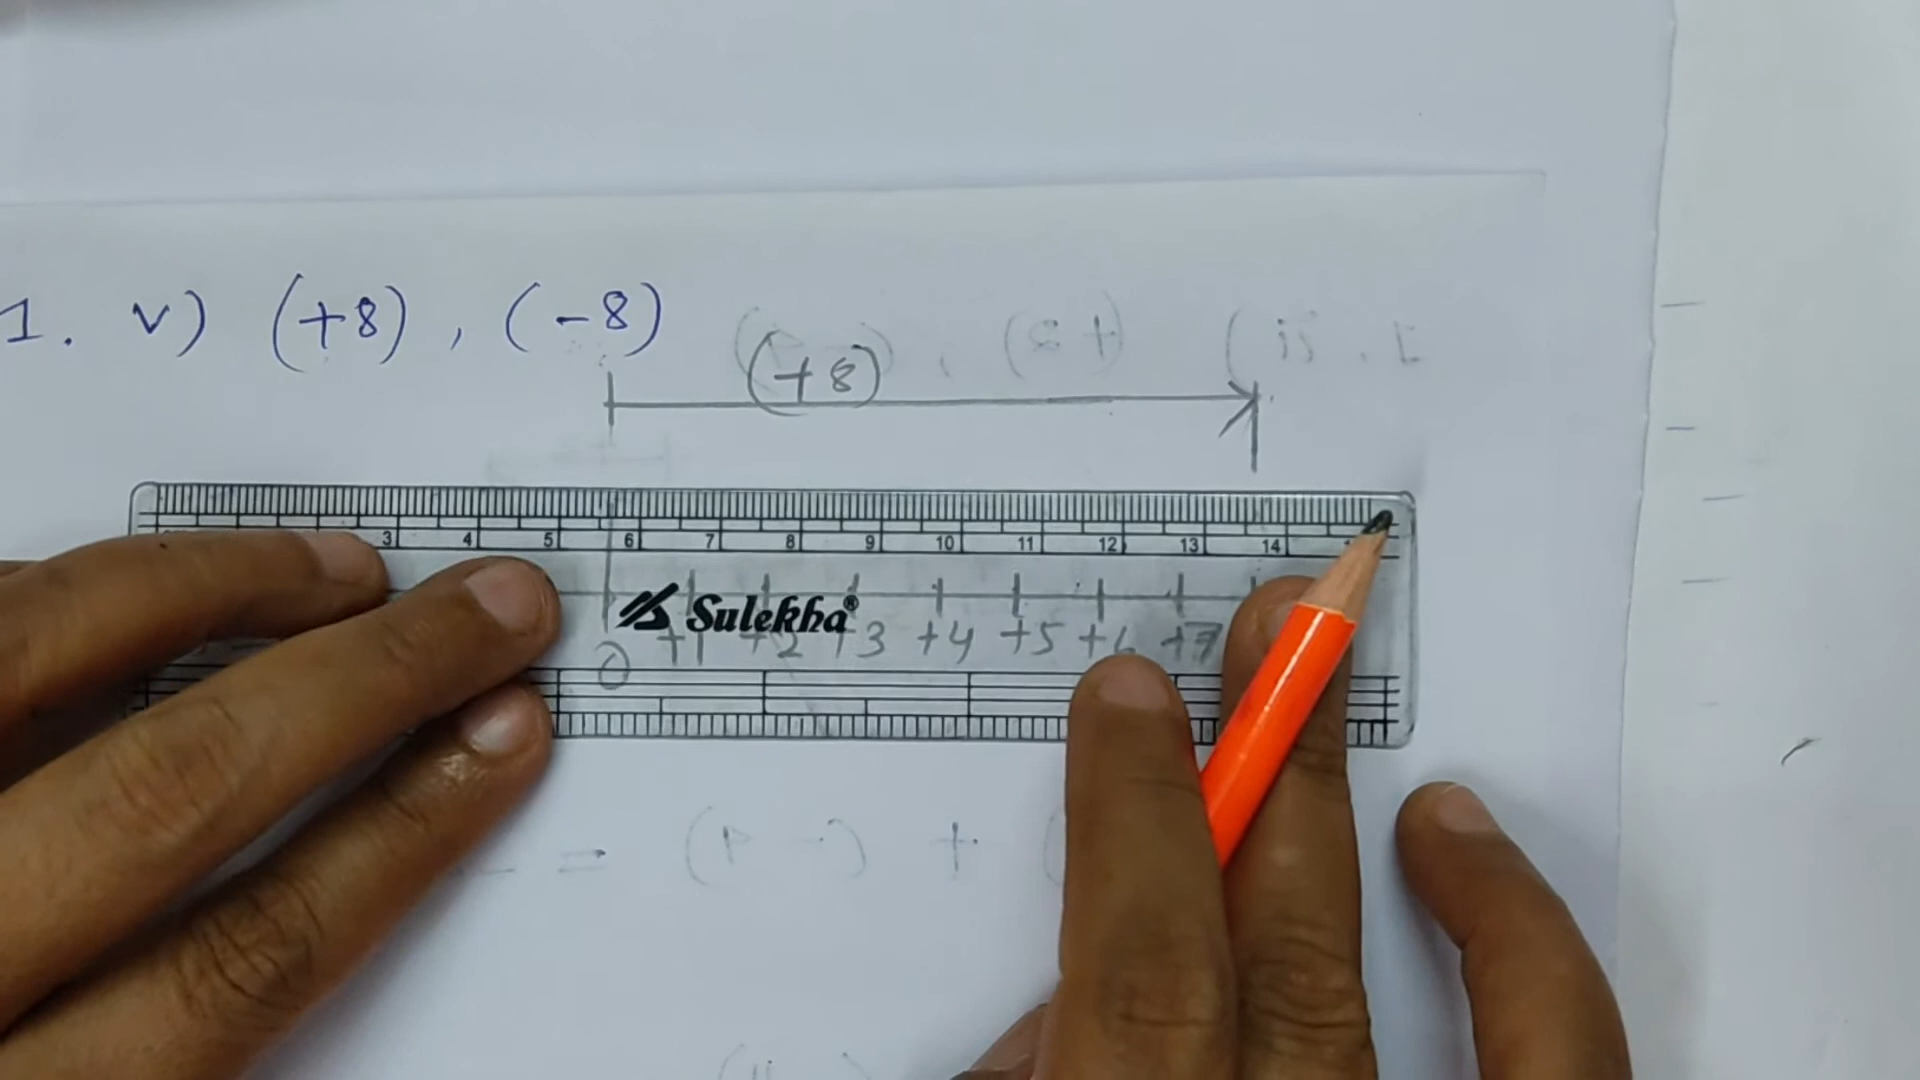 1. v) (+8) , (-8)
(+8)
3 4 5 6 7 8 9 10 11 12 13 14
Sulekha®
0 +1 +2 +3 +4 +5 +6 +7